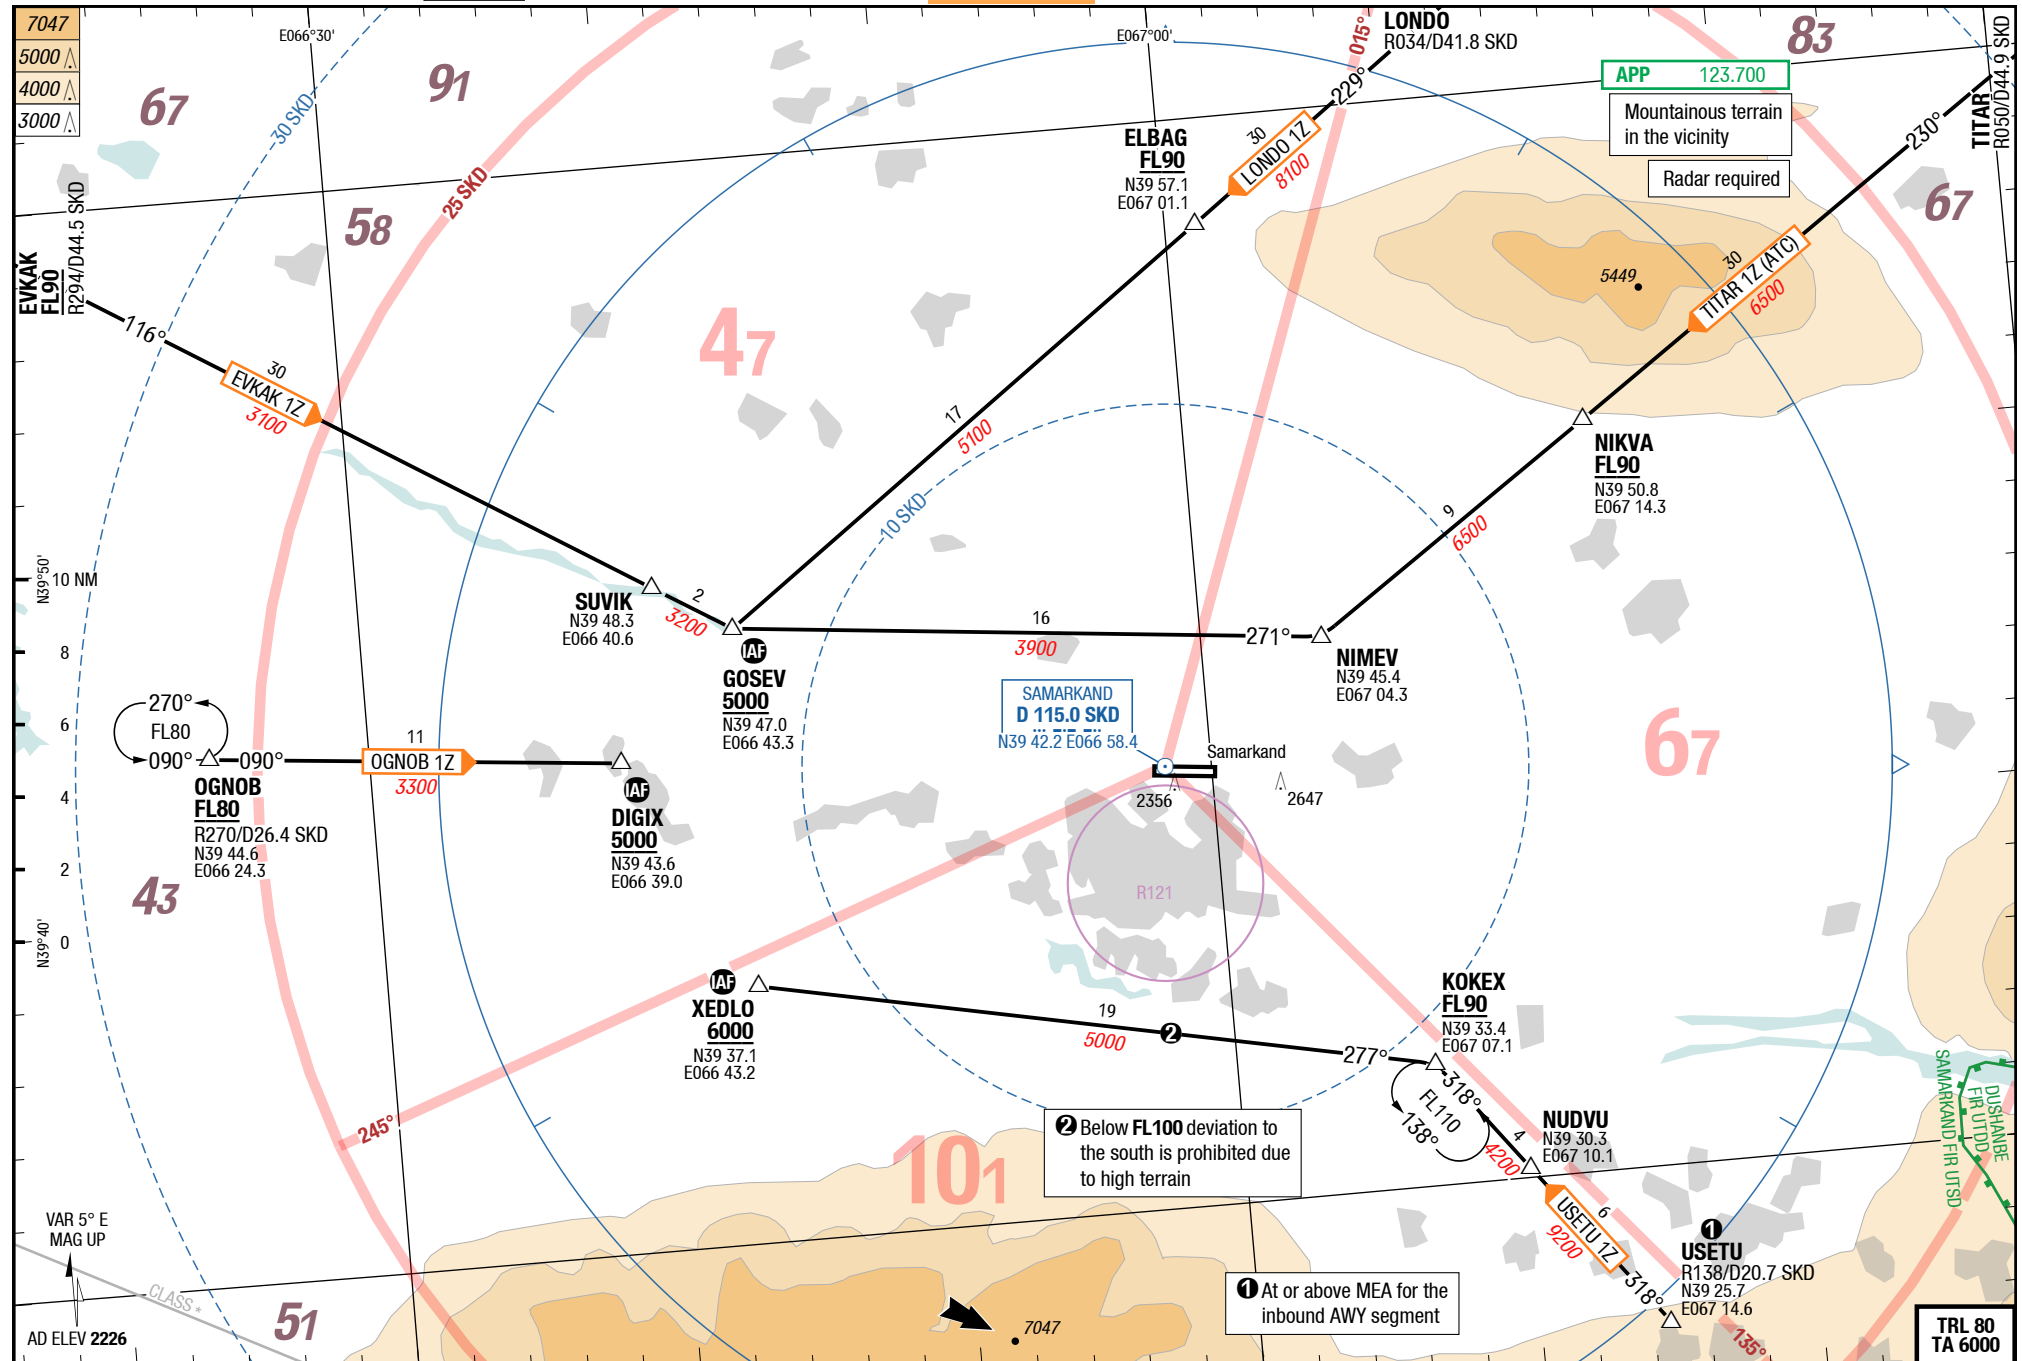 7047
5000
4000
3000
E066°30'
E067°00'
LONDO
R034/D41.8 SKD
015°
229°
83
APP 123.700
Mountainous terrain
in the vicinity
Radar required
TITAR
R050/D44.9 SKD
230°
67
91
67
30 SKD
25 SKD
58
ELBAG
FL90
N39 57.1
E067 01.1
30
LONDO 1Z
8100
5449
30
TITAR 1Z (ATC)
6500
EVKAK
FL90
R294/D44.5 SKD
116°
30
EVKAK 1Z
3100
47
17
5100
10 SKD
NIKVA
FL90
N39 50.8
E067 14.3
9
6500
N39°50'
10 NM
8
6
4
2
0
N39°40'
SUVIK
N39 48.3
E066 40.6
2
3200
IAF
GOSEV
5000
N39 47.0
E066 43.3
16
3900
271°
NIMEV
N39 45.4
E067 04.3
SAMARKAND
D 115.0 SKD
N39 42.2 E066 58.4
Samarkand
2356
2647
67
270°
FL80
090°
090°
OGNOB
FL80
R270/D26.4 SKD
N39 44.6
E066 24.3
11
OGNOB 1Z
3300
IAF
DIGIX
5000
N39 43.6
E066 39.0
43
R121
IAF
XEDLO
6000
N39 37.1
E066 43.2
19
5000
2
277°
KOKEX
FL90
N39 33.4
E067 07.1
318°
FL110
138°
4
4200
NUDVU
N39 30.3
E067 10.1
245°
101
2 Below FL100 deviation to
the south is prohibited due
to high terrain
DUSHANBE
FIR UTDD
SAMARKAND FIR UTSD
6
USETU 1Z
9200
318°
1
USETU
R138/D20.7 SKD
N39 25.7
E067 14.6
135°
1 At or above MEA for the
inbound AWY segment
VAR 5° E
MAG UP
CLASS *
AD ELEV 2226
51
7047
TRL 80
TA 6000